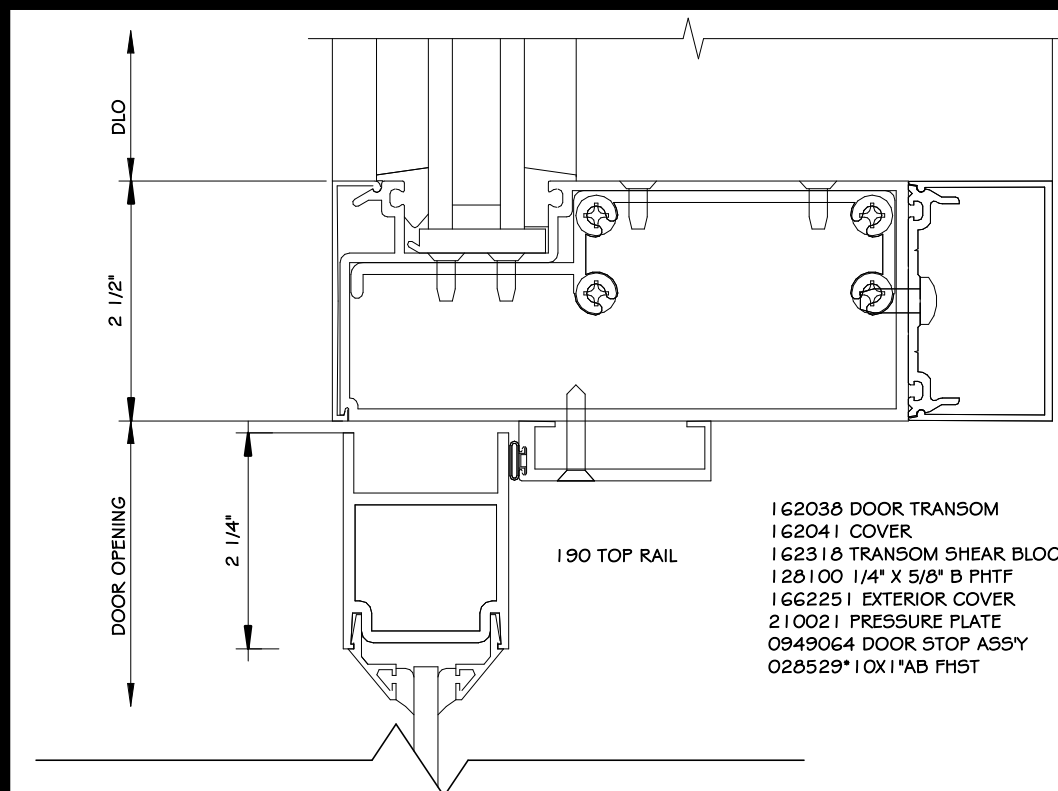 DLO
2 1/2"
DOOR OPENING
2 1/4"
190 TOP RAIL
162038 DOOR TRANSOM
162041 COVER
162318 TRANSOM SHEAR BLOC
128100 1/4" X 5/8" B PHTF
1662251 EXTERIOR COVER
210021 PRESSURE PLATE
0949064 DOOR STOP ASS'Y
028529*10X1"AB FHST